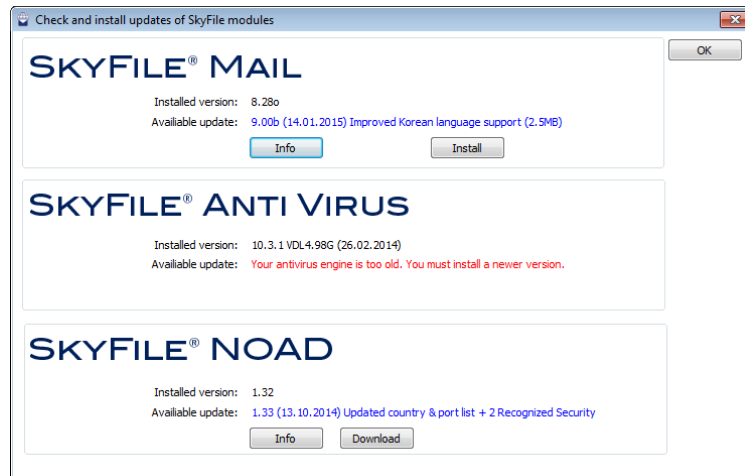 Check and install updates of SkyFile modules
OK
SKYFILE® MAIL
Installed version: 8.28o
Availiable update: 9.00b (14.01.2015) Improved Korean language support (2.5MB)
Info Install
SKYFILE® ANTI VIRUS
Installed version: 10.3.1 VDL4.98G (26.02.2014)
Availiable update: Your antivirus engine is too old. You must install a newer version.
SKYFILE® NOAD
Installed version: 1.32
Availiable update: 1.33 (13.10.2014) Updated country & port list + 2 Recognized Security
Info Download